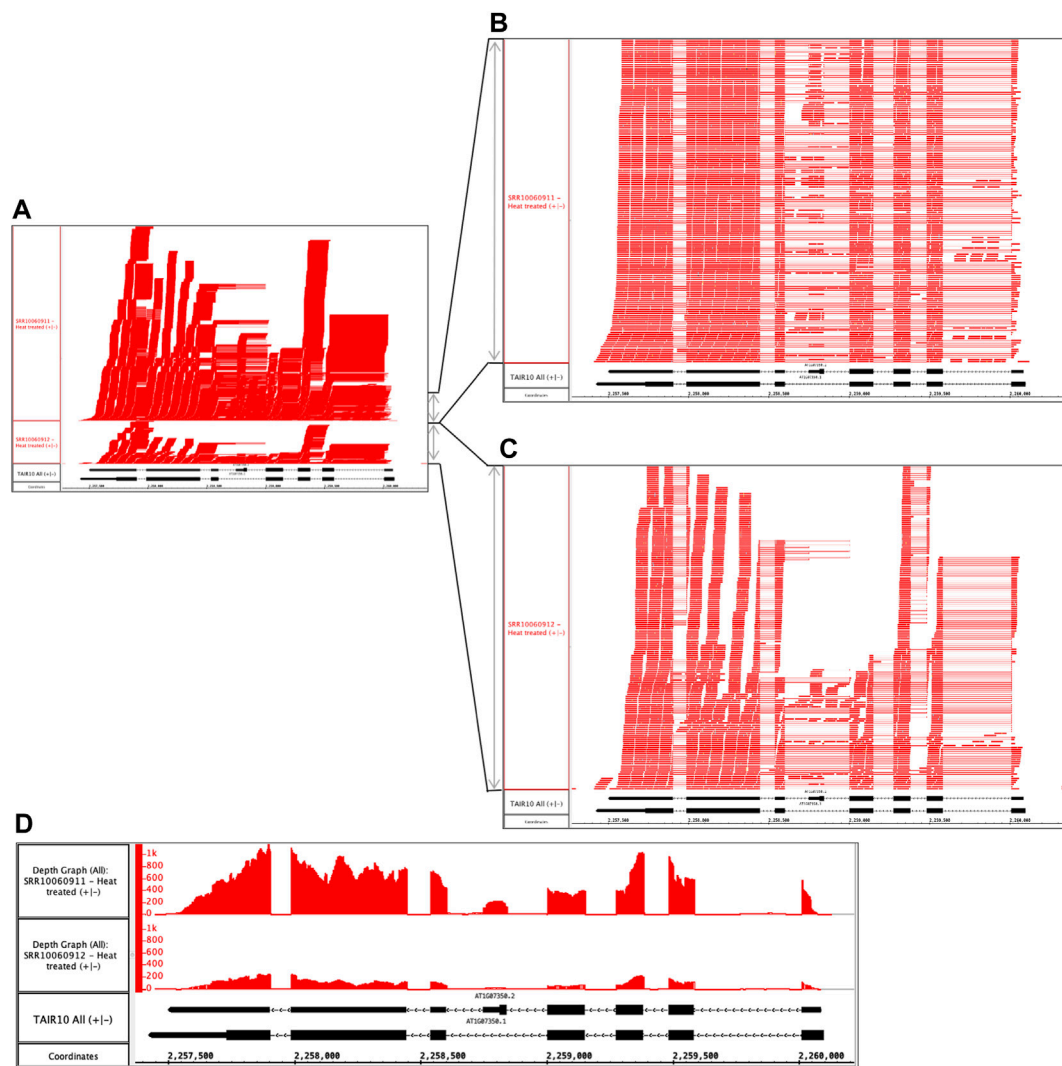 A
SRR10060911 -
Heat treated (+|-)
SRR10060912 -
Heat treated (+|-)
TAIR10 All (+|-)
Coordinates
B
SRR10060911 -
Heat treated (+|-)
TAIR10 All (+|-)
Coordinates
2,257,500
2,258,000
2,258,500
2,259,000
2,259,500
2,260,000
C
SRR10060912 -
Heat treated (+|-)
TAIR10 All (+|-)
Coordinates
2,257,500
2,258,000
2,258,500
2,259,000
2,259,500
2,260,000
D
Depth Graph (All):
SRR10060911 - Heat
treated (+|-)
1k
800
600
400
200
0
Depth Graph (All):
SRR10060912 - Heat
treated (+|-)
1k
800
600
400
200
0
TAIR10 All (+|-)
AT1G07350.2
AT1G07350.1
Coordinates
2,257,500
2,258,000
2,258,500
2,259,000
2,259,500
2,260,000